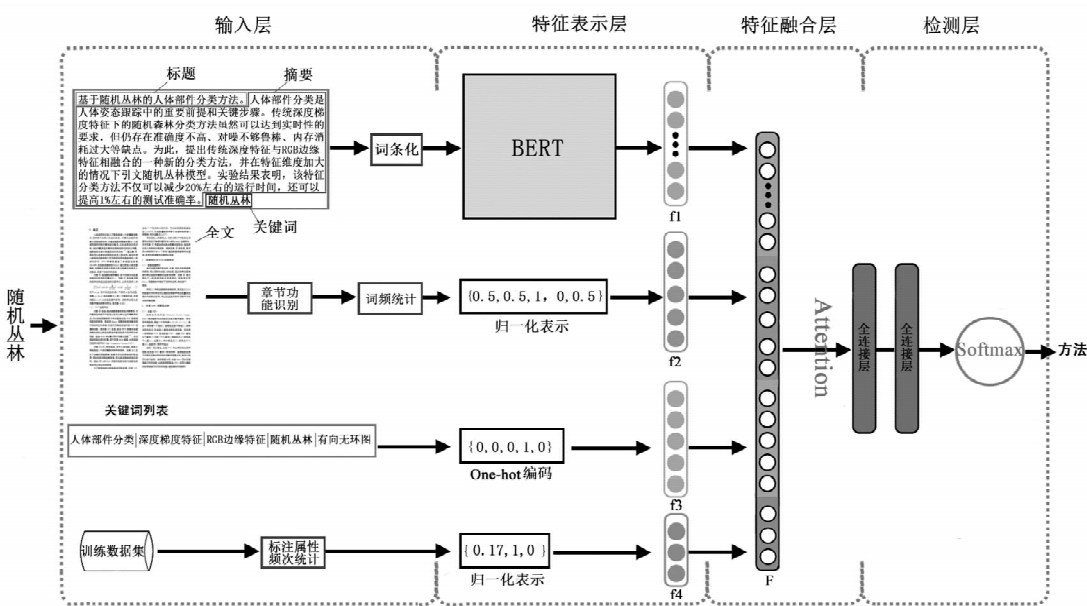 输入层
特征表示层
特征融合层
检测层
标题
摘要
基于随机丛林的人体部件分类方法。人体部件分类是
人体姿态跟踪中的重要前提和关键步骤。传统深度梯
度特征下的随机森林分类方法虽然可以达到实时性的
要求，但仍存在准确度不高、对噪不够鲁棒、内存消
耗过大等缺点。为此，提出传统深度特征与RGB边缘
特征相融合的一种新的分类方法，并在特征维度加大
的情况下引文随机丛林模型。实验结果表明，该特征
分类方法不仅可以减少20%左右的运行时间，还可以
提高1%左右的测试准确率。随机丛林
关键词
词条化
BERT
f1
全文
章节功
能识别
词频统计
{0.5,0.5,1，0,0.5}
归一化表示
f2
随机丛林
关键词列表
人体部件分类|深度梯度特征|RGB边缘特征|随机丛林|有向无环图
{0,0,0,1,0}
One-hot编码
f3
训练数据集
标注属性
频次统计
{0.17,1,0}
归一化表示
f4
F
Attention
全连接层
全连接层
Softmax
方法